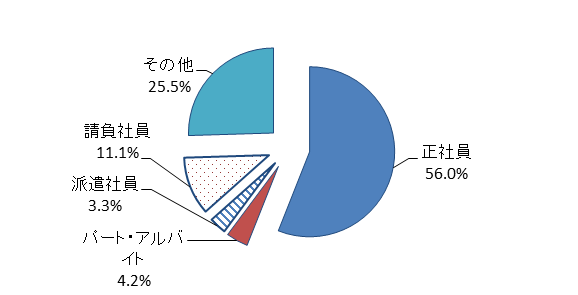 その他
25.5%
請負社員
11.1%
派遣社員
3.3%
パート・アルバ
イト
4.2%
正社員
56.0%